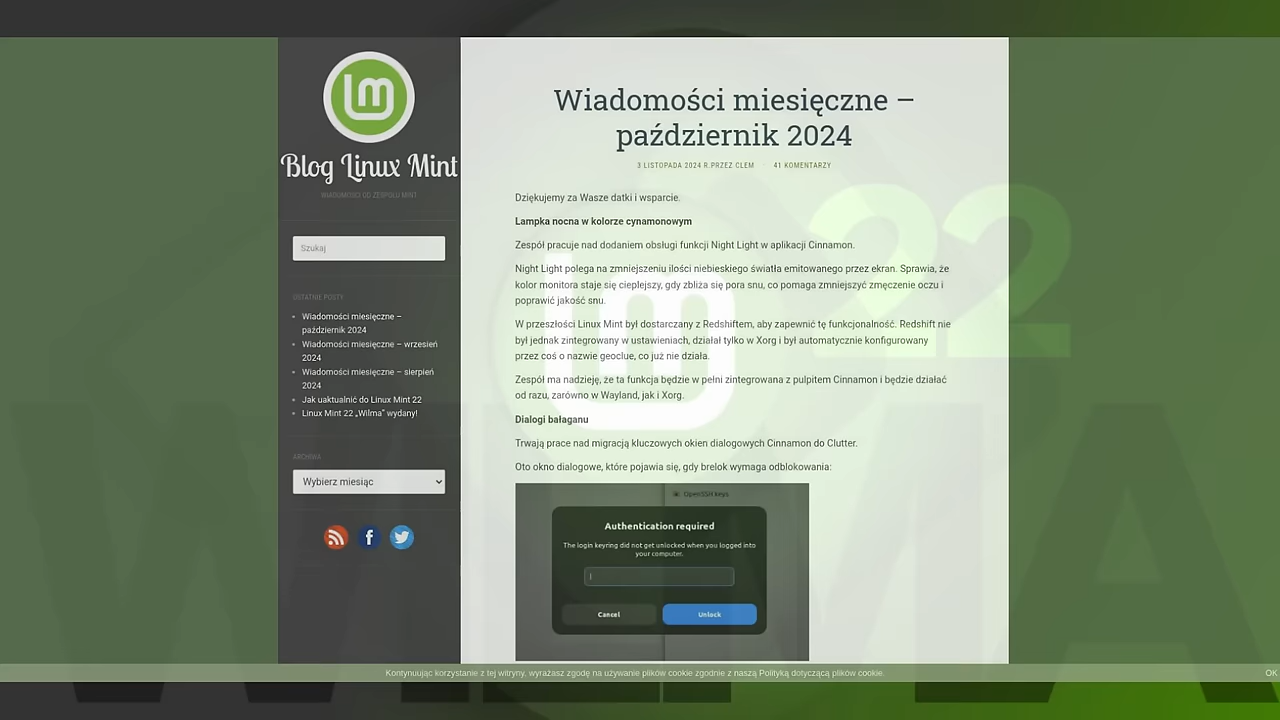 Blog Linux Mint
WIADOMOŚCI OD ZESPOŁU MINT
Szukaj
OSTATNIE POSTY
Wiadomości miesięczne –
październik 2024
Wiadomości miesięczne – wrzesień
2024
Wiadomości miesięczne – sierpień
2024
Jak uaktualnić do Linux Mint 22
Linux Mint 22 „Wilma” wydany!
ARCHIWA
Wybierz miesiąc
Wiadomości miesięczne –
październik 2024
3 LISTOPADA 2024 R.PRZEZ CLEM
41 KOMENTARZY
Dziękujemy za Wasze datki i wsparcie.
Lampka nocna w kolorze cynamonowym
Zespół pracuje nad dodaniem obsługi funkcji Night Light w aplikacji Cinnamon.
Night Light polega na zmniejszeniu ilości niebieskiego światła emitowanego przez ekran. Sprawia, że
kolor monitora staje się cieplejszy, gdy zbliża się pora snu, co pomaga zmniejszyć zmęczenie oczu i
poprawić jakość snu.
W przeszłości Linux Mint był dostarczany z Redshiftem, aby zapewnić tę funkcjonalność. Redshift nie
był jednak zintegrowany w ustawieniach, działał tylko w Xorg i był automatycznie konfigurowany
przez coś o nazwie geoclue, co już nie działa.
Zespół ma nadzieję, że ta funkcja będzie w pełni zintegrowana z pulpitem Cinnamon i będzie działać
od razu, zarówno w Wayland, jak i Xorg.
Dialogi bałaganu
Trwają prace nad migracją kluczowych okien dialogowych Cinnamon do Clutter.
Oto okno dialogowe, które pojawia się, gdy brelok wymaga odblokowania:
OpenSSH keys
Authentication required
The login keyring did not get unlocked when you logged into
your computer.
Cancel
Unlock
22
WILMA
Kontynuując korzystanie z tej witryny, wyrażasz zgodę na używanie plików cookie zgodnie z naszą Polityką dotyczącą plików cookie.
OK